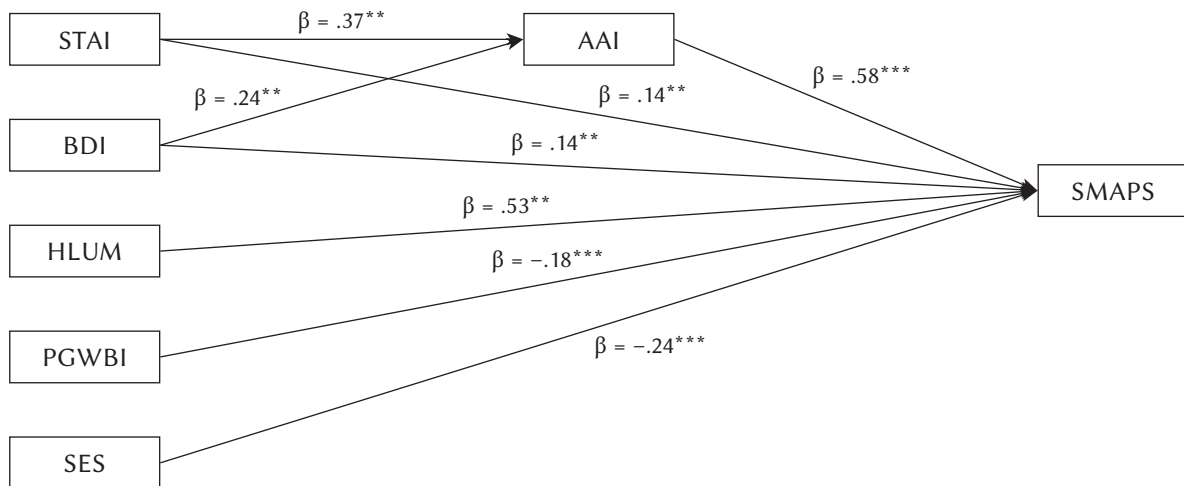 STAI
β = .37**
AAI
β = .58***
β = .24**
β = .14**
BDI
β = .14**
SMAPS
β = .53**
HLUM
β = −.18***
PGWBI
β = −.24***
SES